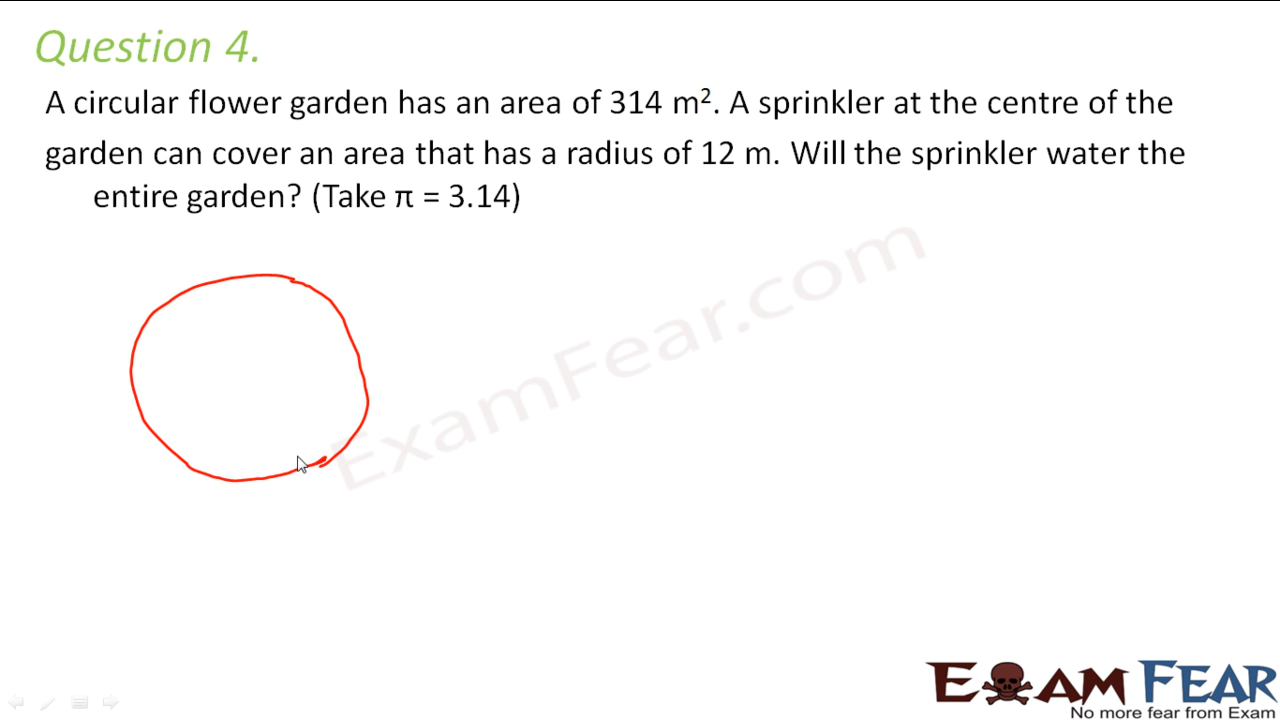 Question 4.
A circular flower garden has an area of 314 m². A sprinkler at the centre of the
garden can cover an area that has a radius of 12 m. Will the sprinkler water the
entire garden? (Take π = 3.14)
ExamFear.com
EXAM FEAR
No more fear from Exam